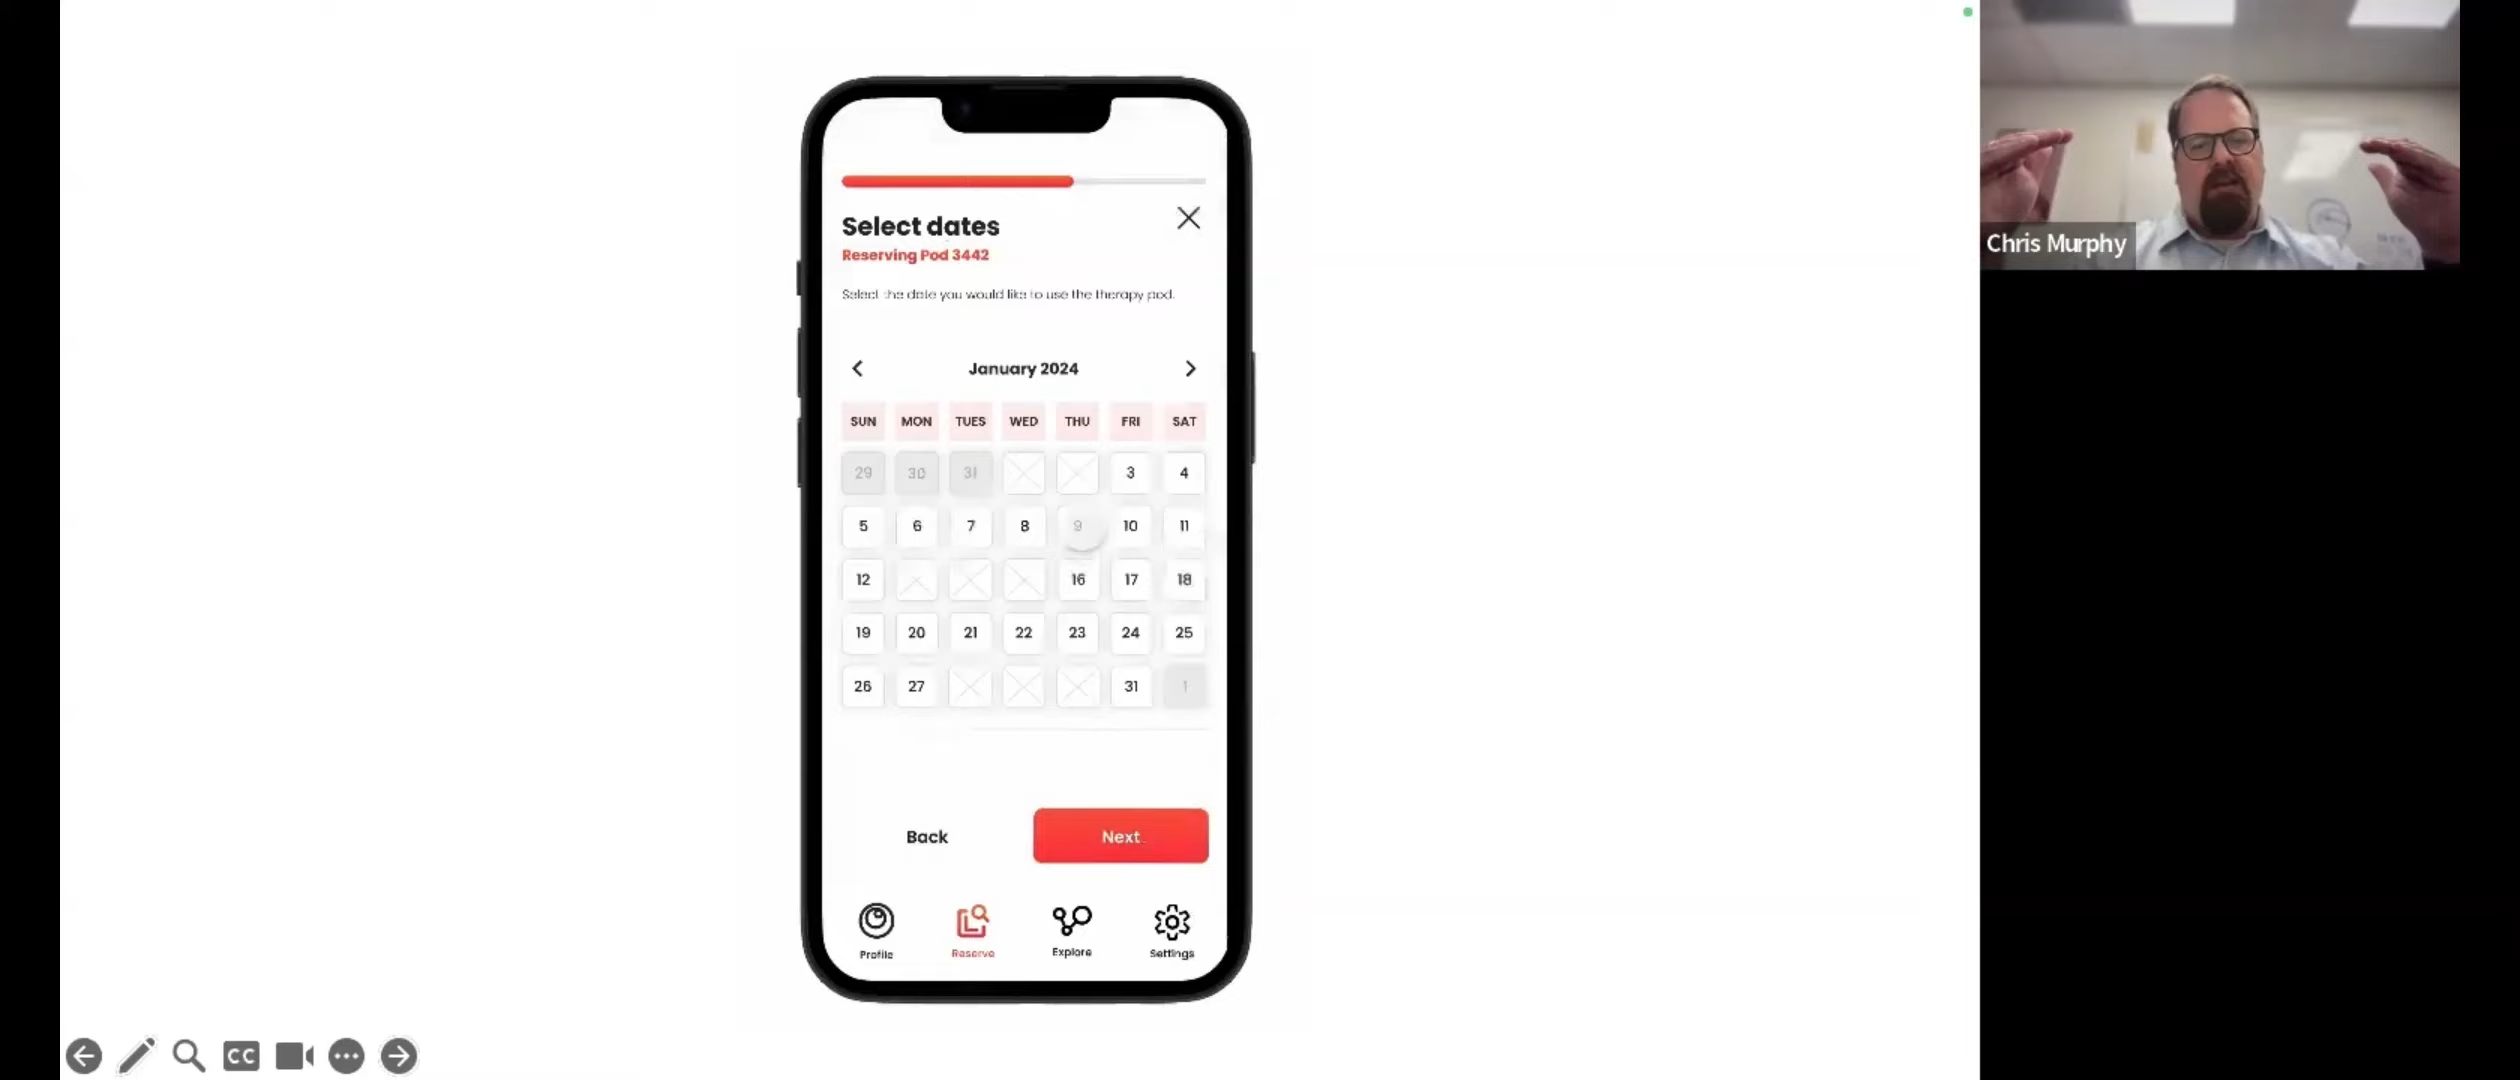 Select dates
Reserving Pod 3442
Select the date you would like to use the therapy pod.
January 2024
SUN MON TUES WED THU FRI SAT
29 30 31 3 4
5 6 7 8 9 10 11
12 16 17 18
19 20 21 22 23 24 25
26 27 31 1
Back Next
Profile Reserve Explore Settings
CC
Chris Murphy